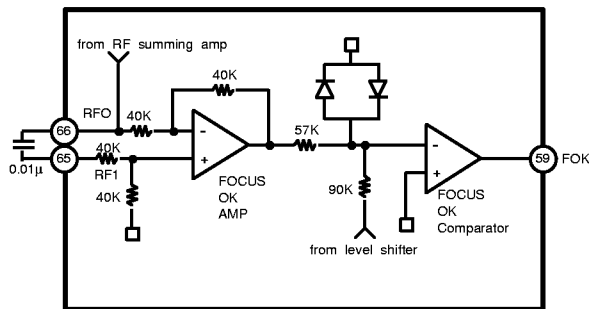 from RF summing amp
40K
RFO
40K
66
57K
65
40K
59
FOK
0.01µ
RF1
40K
90K
FOCUS
OK
AMP
FOCUS
OK
Comparator
from level shifter